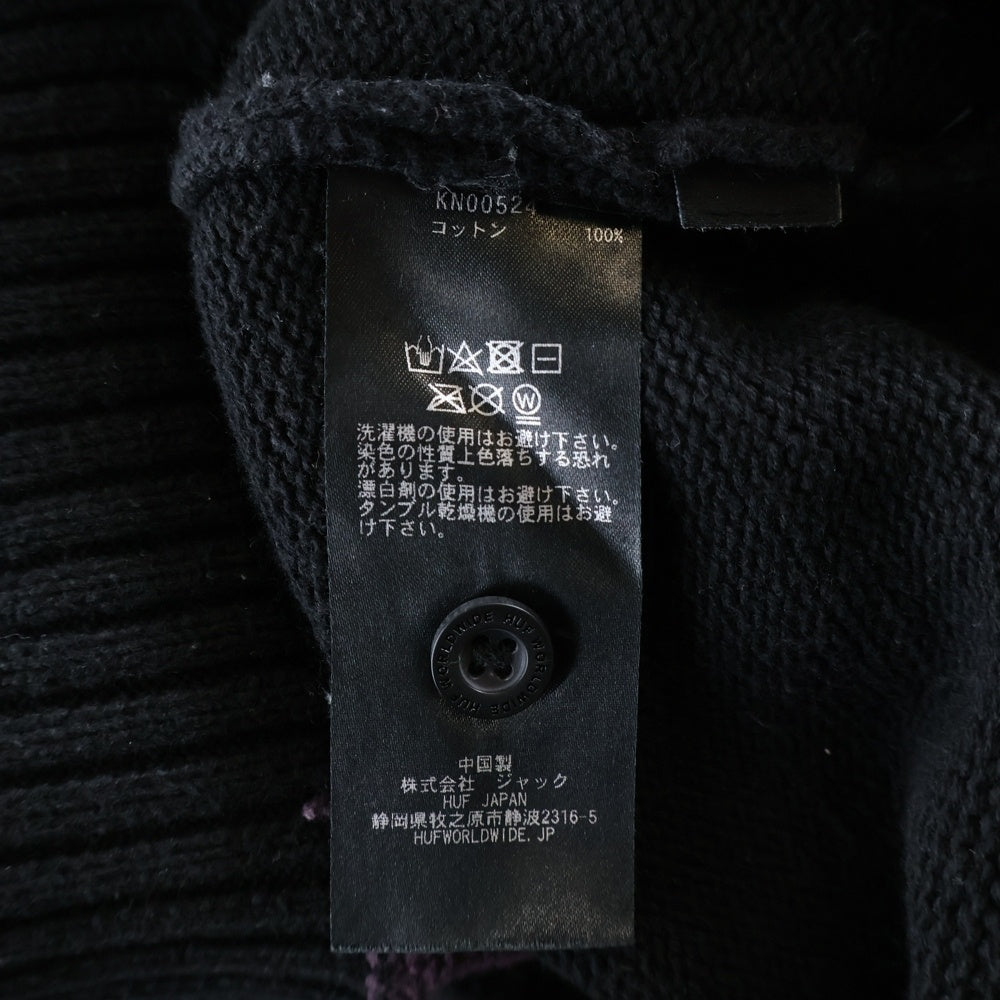 KN00524
コットン 100%
W
洗濯機の使用はお避け下さい。
染色の性質上色落ちする恐れ
があります。
漂白剤の使用はお避け下さい。
タンブル乾燥機の使用はお避
け下さい。
HUF WORLDWIDE HUF WORLDWIDE
中国製
株式会社 ジャック
HUF JAPAN
静岡県牧之原市静波2316-5
HUFWORLDWIDE.JP